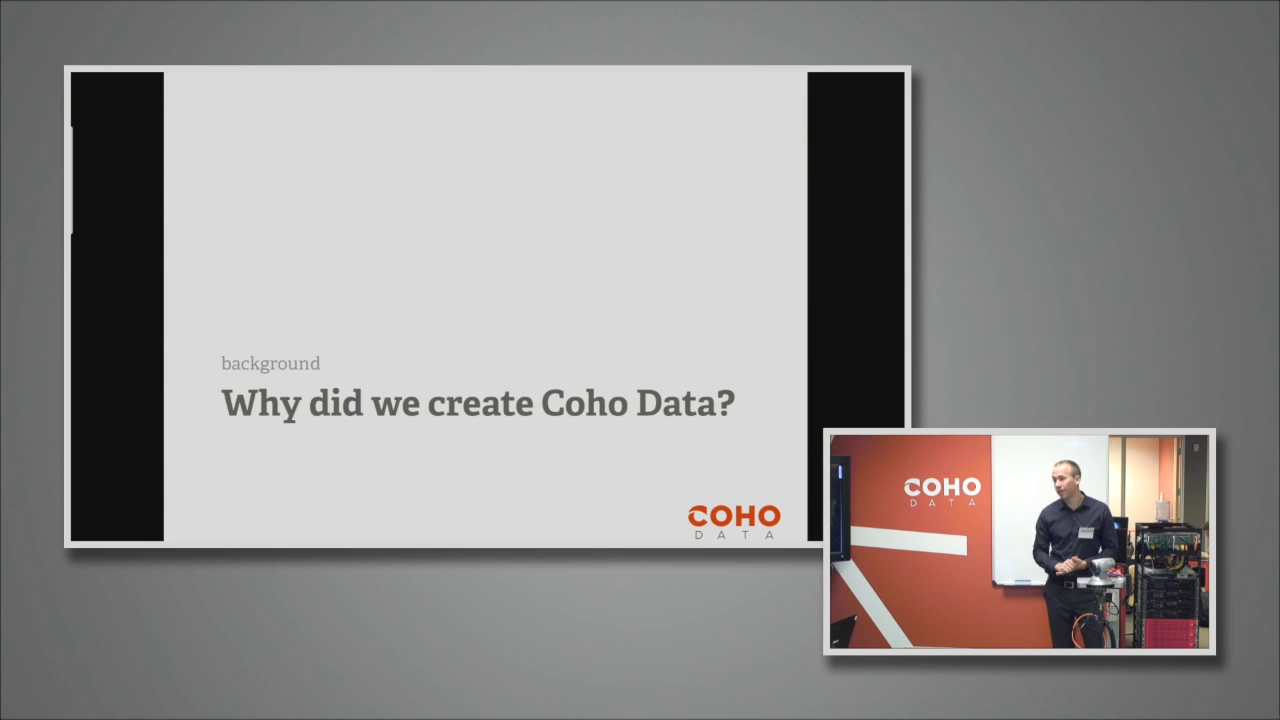 background
Why did we create Coho Data?
COHO
DATA
COHO
DATA